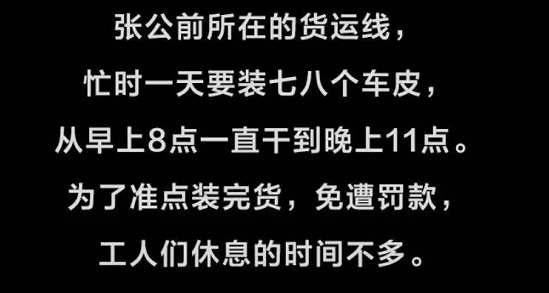 张公前所在的货运线，
忙时一天要装七八个车皮，
从早上8点一直干到晚上11点。
为了准点装完货，免遭罚款，
工人们休息的时间不多。